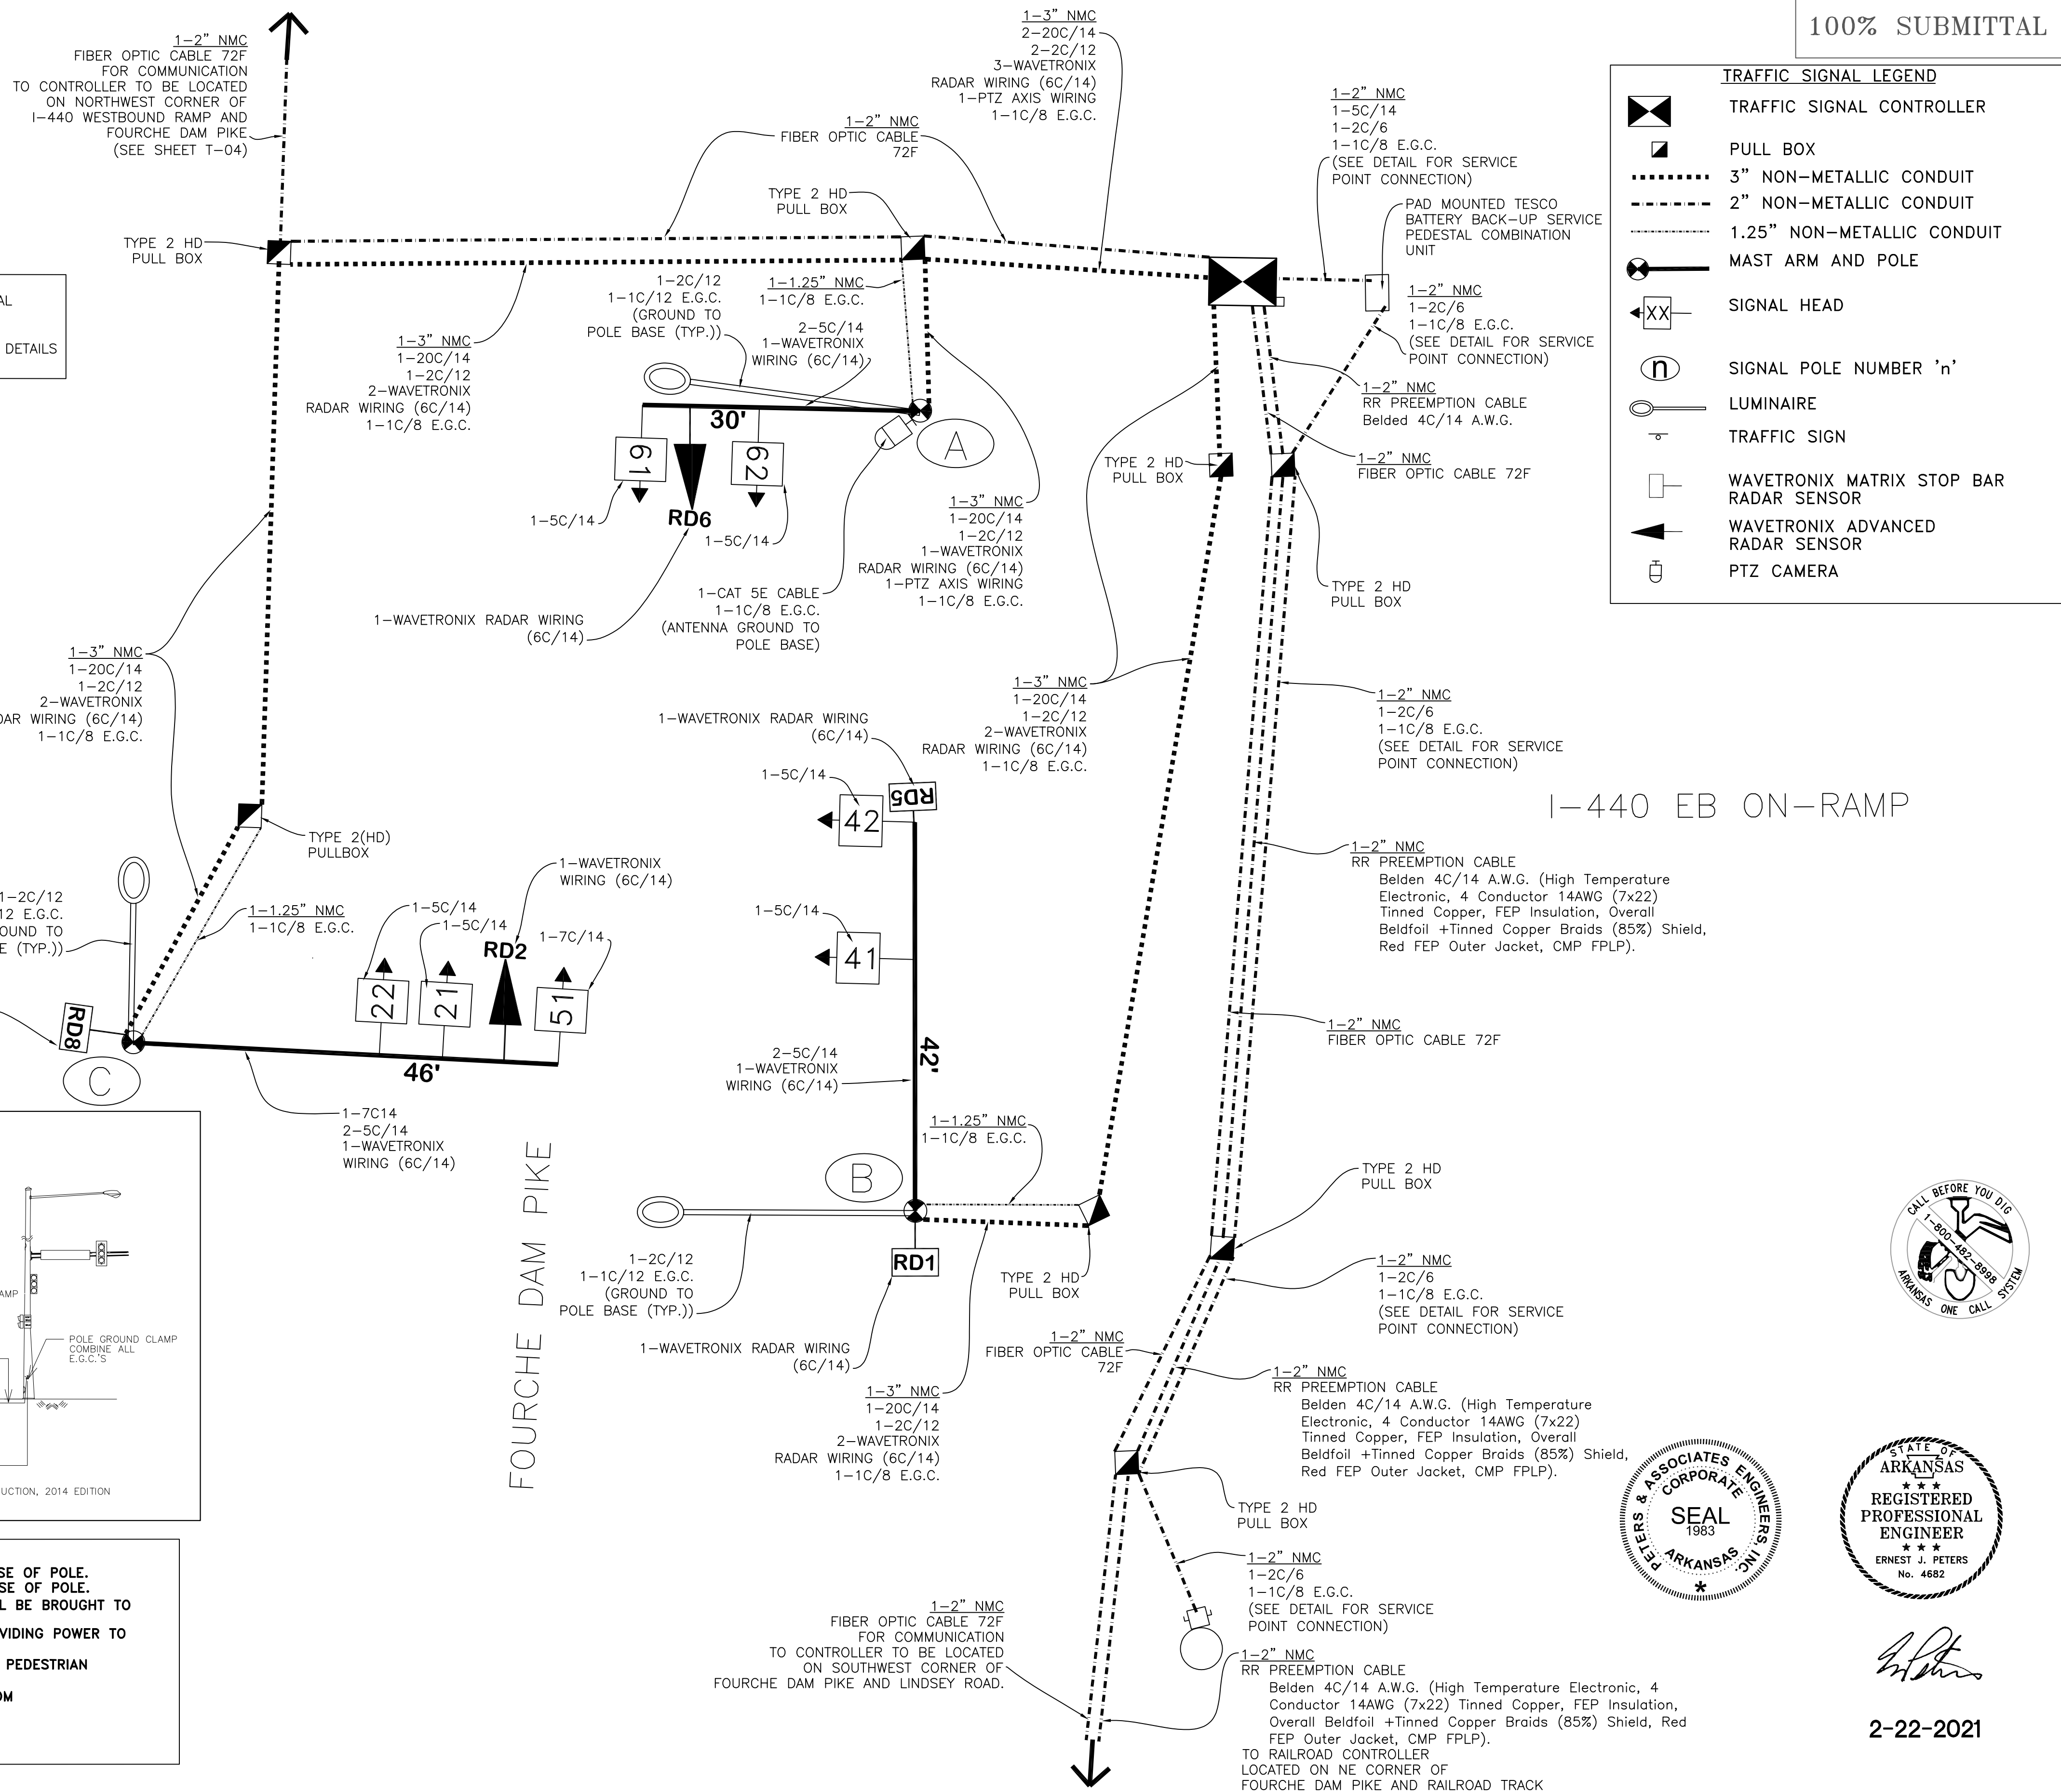 100% SUBMITTAL
TRAFFIC SIGNAL LEGEND
TRAFFIC SIGNAL CONTROLLER
PULL BOX
3" NON-METALLIC CONDUIT
2" NON-METALLIC CONDUIT
1.25" NON-METALLIC CONDUIT
MAST ARM AND POLE
XX
SIGNAL HEAD
n
SIGNAL POLE NUMBER 'n'
LUMINAIRE
TRAFFIC SIGN
WAVETRONIX MATRIX STOP BAR
RADAR SENSOR
WAVETRONIX ADVANCED
RADAR SENSOR
PTZ CAMERA
1-2" NMC
FIBER OPTIC CABLE 72F
FOR COMMUNICATION
TO CONTROLLER TO BE LOCATED
ON NORTHWEST CORNER OF
I-440 WESTBOUND RAMP AND
FOURCHE DAM PIKE
(SEE SHEET T-04)
1-3" NMC
2-20C/14
2-2C/12
3-WAVETRONIX
RADAR WIRING (6C/14)
1-PTZ AXIS WIRING
1-1C/8 E.G.C.
1-2" NMC
FIBER OPTIC CABLE
72F
1-2" NMC
1-5C/14
1-2C/6
1-1C/8 E.G.C.
(SEE DETAIL FOR SERVICE
POINT CONNECTION)
TYPE 2 HD
PULL BOX
PAD MOUNTED TESCO
BATTERY BACK-UP SERVICE
PEDESTAL COMBINATION
UNIT
TYPE 2 HD
PULL BOX
AL
DETAILS
1-2C/12
1-1C/12 E.G.C.
(GROUND TO
POLE BASE (TYP.))
1-1.25" NMC
1-1C/8 E.G.C.
2-5C/14
1-WAVETRONIX
WIRING (6C/14)
1-2" NMC
1-2C/6
1-1C/8 E.G.C.
(SEE DETAIL FOR SERVICE
POINT CONNECTION)
1-3" NMC
1-20C/14
1-2C/12
2-WAVETRONIX
RADAR WIRING (6C/14)
1-1C/8 E.G.C.
1-2" NMC
RR PREEMPTION CABLE
Belded 4C/14 A.W.G.
30'
A
61
62
RD6
1-5C/14
1-5C/14
TYPE 2 HD
PULL BOX
1-2" NMC
FIBER OPTIC CABLE 72F
1-3" NMC
1-20C/14
1-2C/12
1-WAVETRONIX
RADAR WIRING (6C/14)
1-PTZ AXIS WIRING
1-1C/8 E.G.C.
TYPE 2 HD
PULL BOX
1-WAVETRONIX RADAR WIRING
(6C/14)
1-CAT 5E CABLE
1-1C/8 E.G.C.
(ANTENNA GROUND TO
POLE BASE)
1-3" NMC
1-20C/14
1-2C/12
2-WAVETRONIX
DAR WIRING (6C/14)
1-1C/8 E.G.C.
1-3" NMC
1-20C/14
1-2C/12
2-WAVETRONIX
RADAR WIRING (6C/14)
1-1C/8 E.G.C.
1-2" NMC
1-2C/6
1-1C/8 E.G.C.
(SEE DETAIL FOR SERVICE
POINT CONNECTION)
1-WAVETRONIX RADAR WIRING
(6C/14)
1-5C/14
RD5
42
I-440 EB ON-RAMP
TYPE 2(HD)
PULLBOX
1-2" NMC
RR PREEMPTION CABLE
Belden 4C/14 A.W.G. (High Temperature
Electronic, 4 Conductor 14AWG (7x22)
Tinned Copper, FEP Insulation, Overall
Beldfoil +Tinned Copper Braids (85%) Shield,
Red FEP Outer Jacket, CMP FPLP).
1-2C/12
12 E.G.C.
OUND TO
E (TYP.))
1-1.25" NMC
1-1C/8 E.G.C.
1-5C/14
1-5C/14
1-WAVETRONIX
WIRING (6C/14)
RD2
1-7C/14
1-5C/14
41
22
21
51
RD8
C
46'
1-7C14
2-5C/14
1-WAVETRONIX
WIRING (6C/14)
1-2" NMC
FIBER OPTIC CABLE 72F
2-5C/14
1-WAVETRONIX
WIRING (6C/14)
42'
1-1.25" NMC
1-1C/8 E.G.C.
B
RD1
FOURCHE DAM PIKE
1-2C/12
1-1C/12 E.G.C.
(GROUND TO
POLE BASE (TYP.))
TYPE 2 HD
PULL BOX
TYPE 2 HD
PULL BOX
1-2" NMC
1-2C/6
1-1C/8 E.G.C.
(SEE DETAIL FOR SERVICE
POINT CONNECTION)
1-WAVETRONIX RADAR WIRING
(6C/14)
1-2" NMC
FIBER OPTIC CABLE
72F
1-3" NMC
1-20C/14
1-2C/12
2-WAVETRONIX
RADAR WIRING (6C/14)
1-1C/8 E.G.C.
1-2" NMC
RR PREEMPTION CABLE
Belden 4C/14 A.W.G. (High Temperature
Electronic, 4 Conductor 14AWG (7x22)
Tinned Copper, FEP Insulation, Overall
Beldfoil +Tinned Copper Braids (85%) Shield,
Red FEP Outer Jacket, CMP FPLP).
TYPE 2 HD
PULL BOX
1-2" NMC
1-2C/6
1-1C/8 E.G.C.
(SEE DETAIL FOR SERVICE
POINT CONNECTION)
1-2" NMC
FIBER OPTIC CABLE 72F
FOR COMMUNICATION
TO CONTROLLER TO BE LOCATED
ON SOUTHWEST CORNER OF
FOURCHE DAM PIKE AND LINDSEY ROAD.
1-2" NMC
RR PREEMPTION CABLE
Belden 4C/14 A.W.G. (High Temperature Electronic, 4
Conductor 14AWG (7x22) Tinned Copper, FEP Insulation,
Overall Beldfoil +Tinned Copper Braids (85%) Shield, Red
FEP Outer Jacket, CMP FPLP).
TO RAILROAD CONTROLLER
LOCATED ON NE CORNER OF
FOURCHE DAM PIKE AND RAILROAD TRACK
AMP
POLE GROUND CLAMP
COMBINE ALL
E.G.C.'S
UCTION, 2014 EDITION
SE OF POLE.
SE OF POLE.
L BE BROUGHT TO
VIDING POWER TO
PEDESTRIAN
OM
CALL BEFORE YOU DIG
1-800-482-8998
ARKANSAS ONE CALL SYSTEM
PETERS & ASSOCIATES ENGINEERS, INC.
CORPORATE
SEAL
1983
ARKANSAS
STATE OF
ARKANSAS
REGISTERED
PROFESSIONAL
ENGINEER
ERNEST J. PETERS
No. 4682
2-22-2021